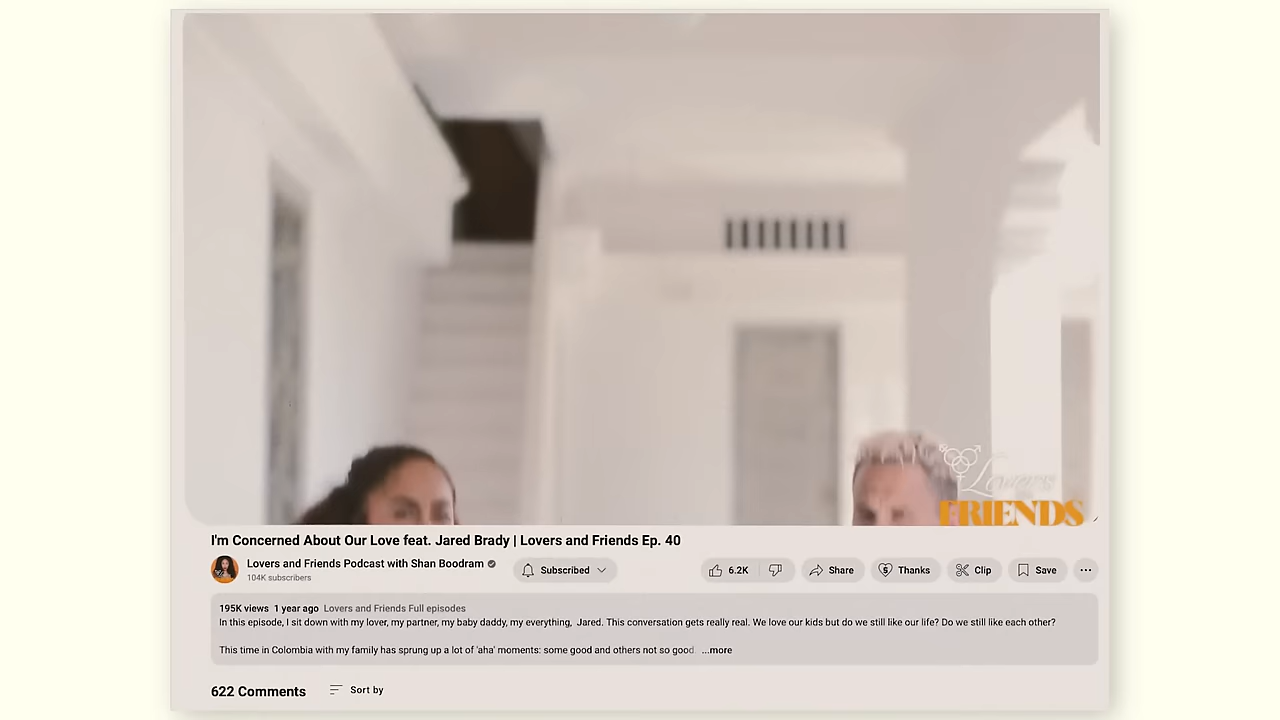 Lovers
FRIENDS
I'm Concerned About Our Love feat. Jared Brady | Lovers and Friends Ep. 40
Lovers and Friends Podcast with Shan Boodram
104K subscribers
Subscribed
6.2K
Share
Thanks
Clip
Save
195K views 1 year ago Lovers and Friends Full episodes
In this episode, I sit down with my lover, my partner, my baby daddy, my everything, Jared. This conversation gets really real. We love our kids but do we still like our life? Do we still like each other?
This time in Colombia with my family has sprung up a lot of 'aha' moments: some good and others not so good ...more
622 Comments
Sort by